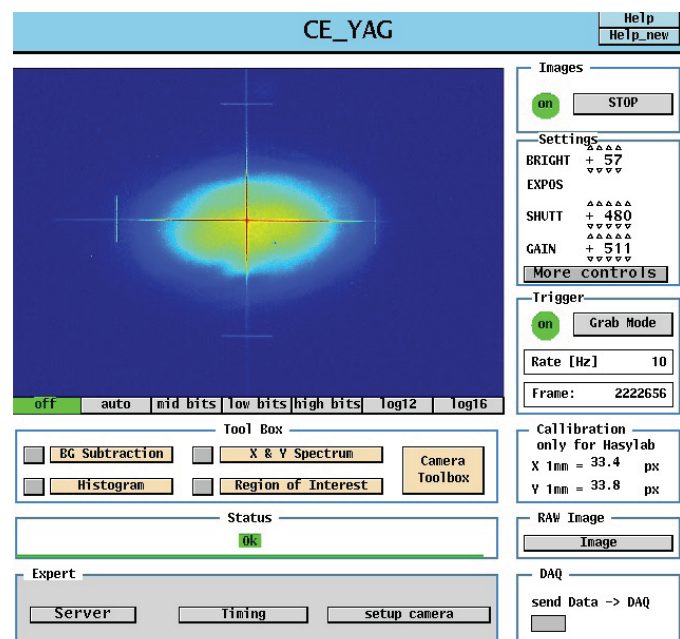 CE_YAG
Help
Help_new
Images
on STOP
Settings
BRIGHT + 57
EXPOS
SHUTT + 480
GAIN + 511
More controls
Trigger
on Grab Mode
Rate [Hz] 10
Frame: 2222656
off auto mid bits low bits high bits log12 log16
Tool Box
BG Subtraction X & Y Spectrum
Histogram Region of Interest
Camera
Toolbox
Callibration
only for Hasylab
X 1mm = 33.4 px
Y 1mm = 33.8 px
Status
Ok
RAW Image
Image
Expert
Server Timing setup camera
DAQ
send Data -> DAQ